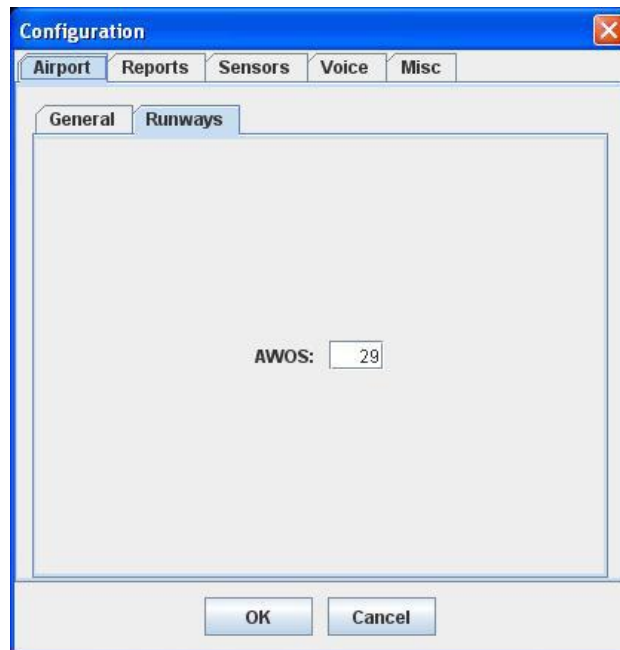 Configuration
Airport Reports Sensors Voice Misc
General Runways
AWOS: 29
OK Cancel